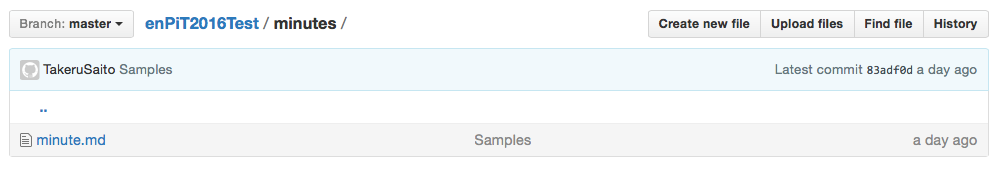 Branch: master enPiT2016Test / minutes / Create new file Upload files Find file History
TakeruSaito Samples Latest commit 83adf0d a day ago
..
minute.md Samples a day ago